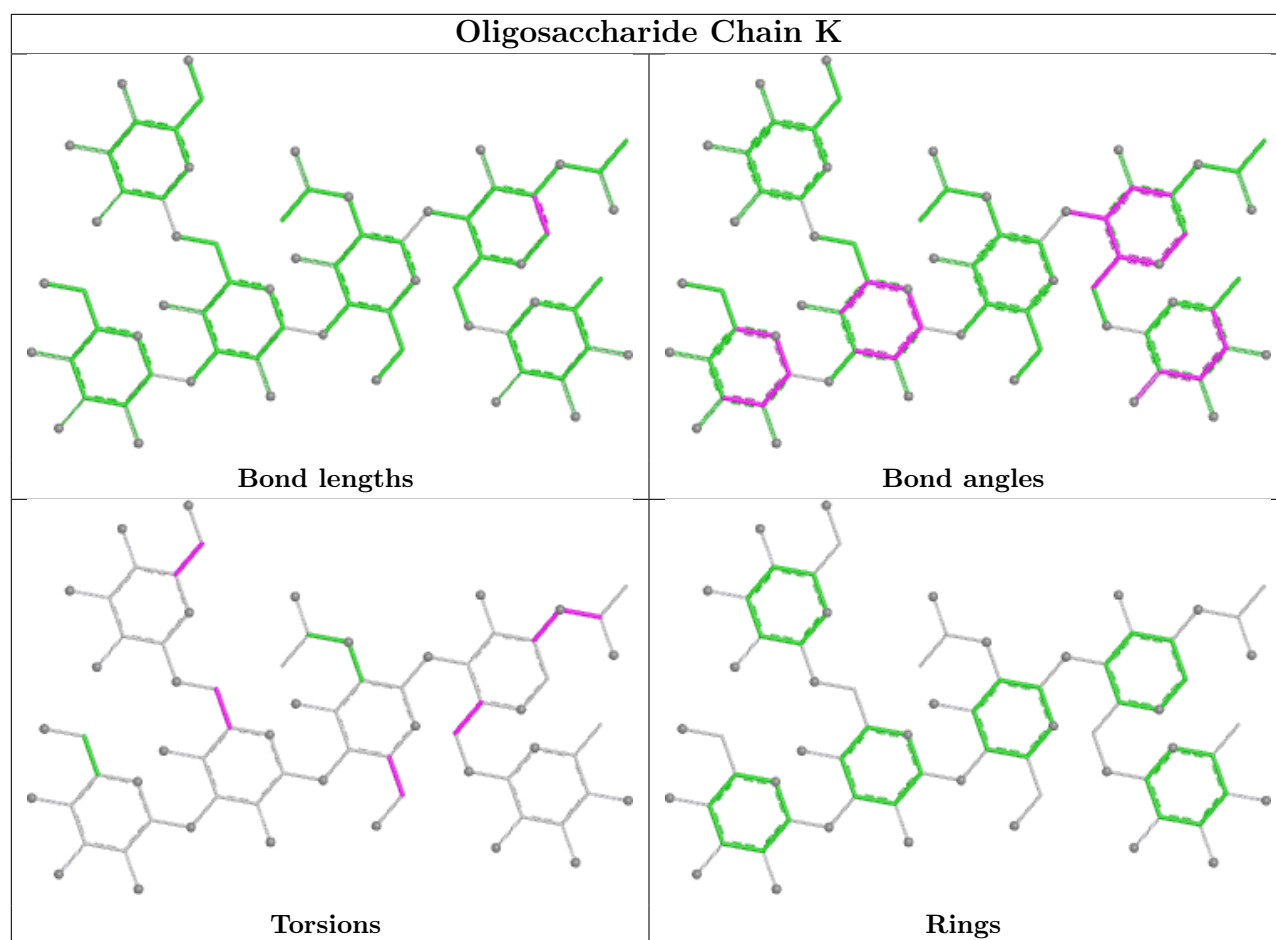 Oligosaccharide Chain K
Bond lengths
Bond angles
Torsions
Rings